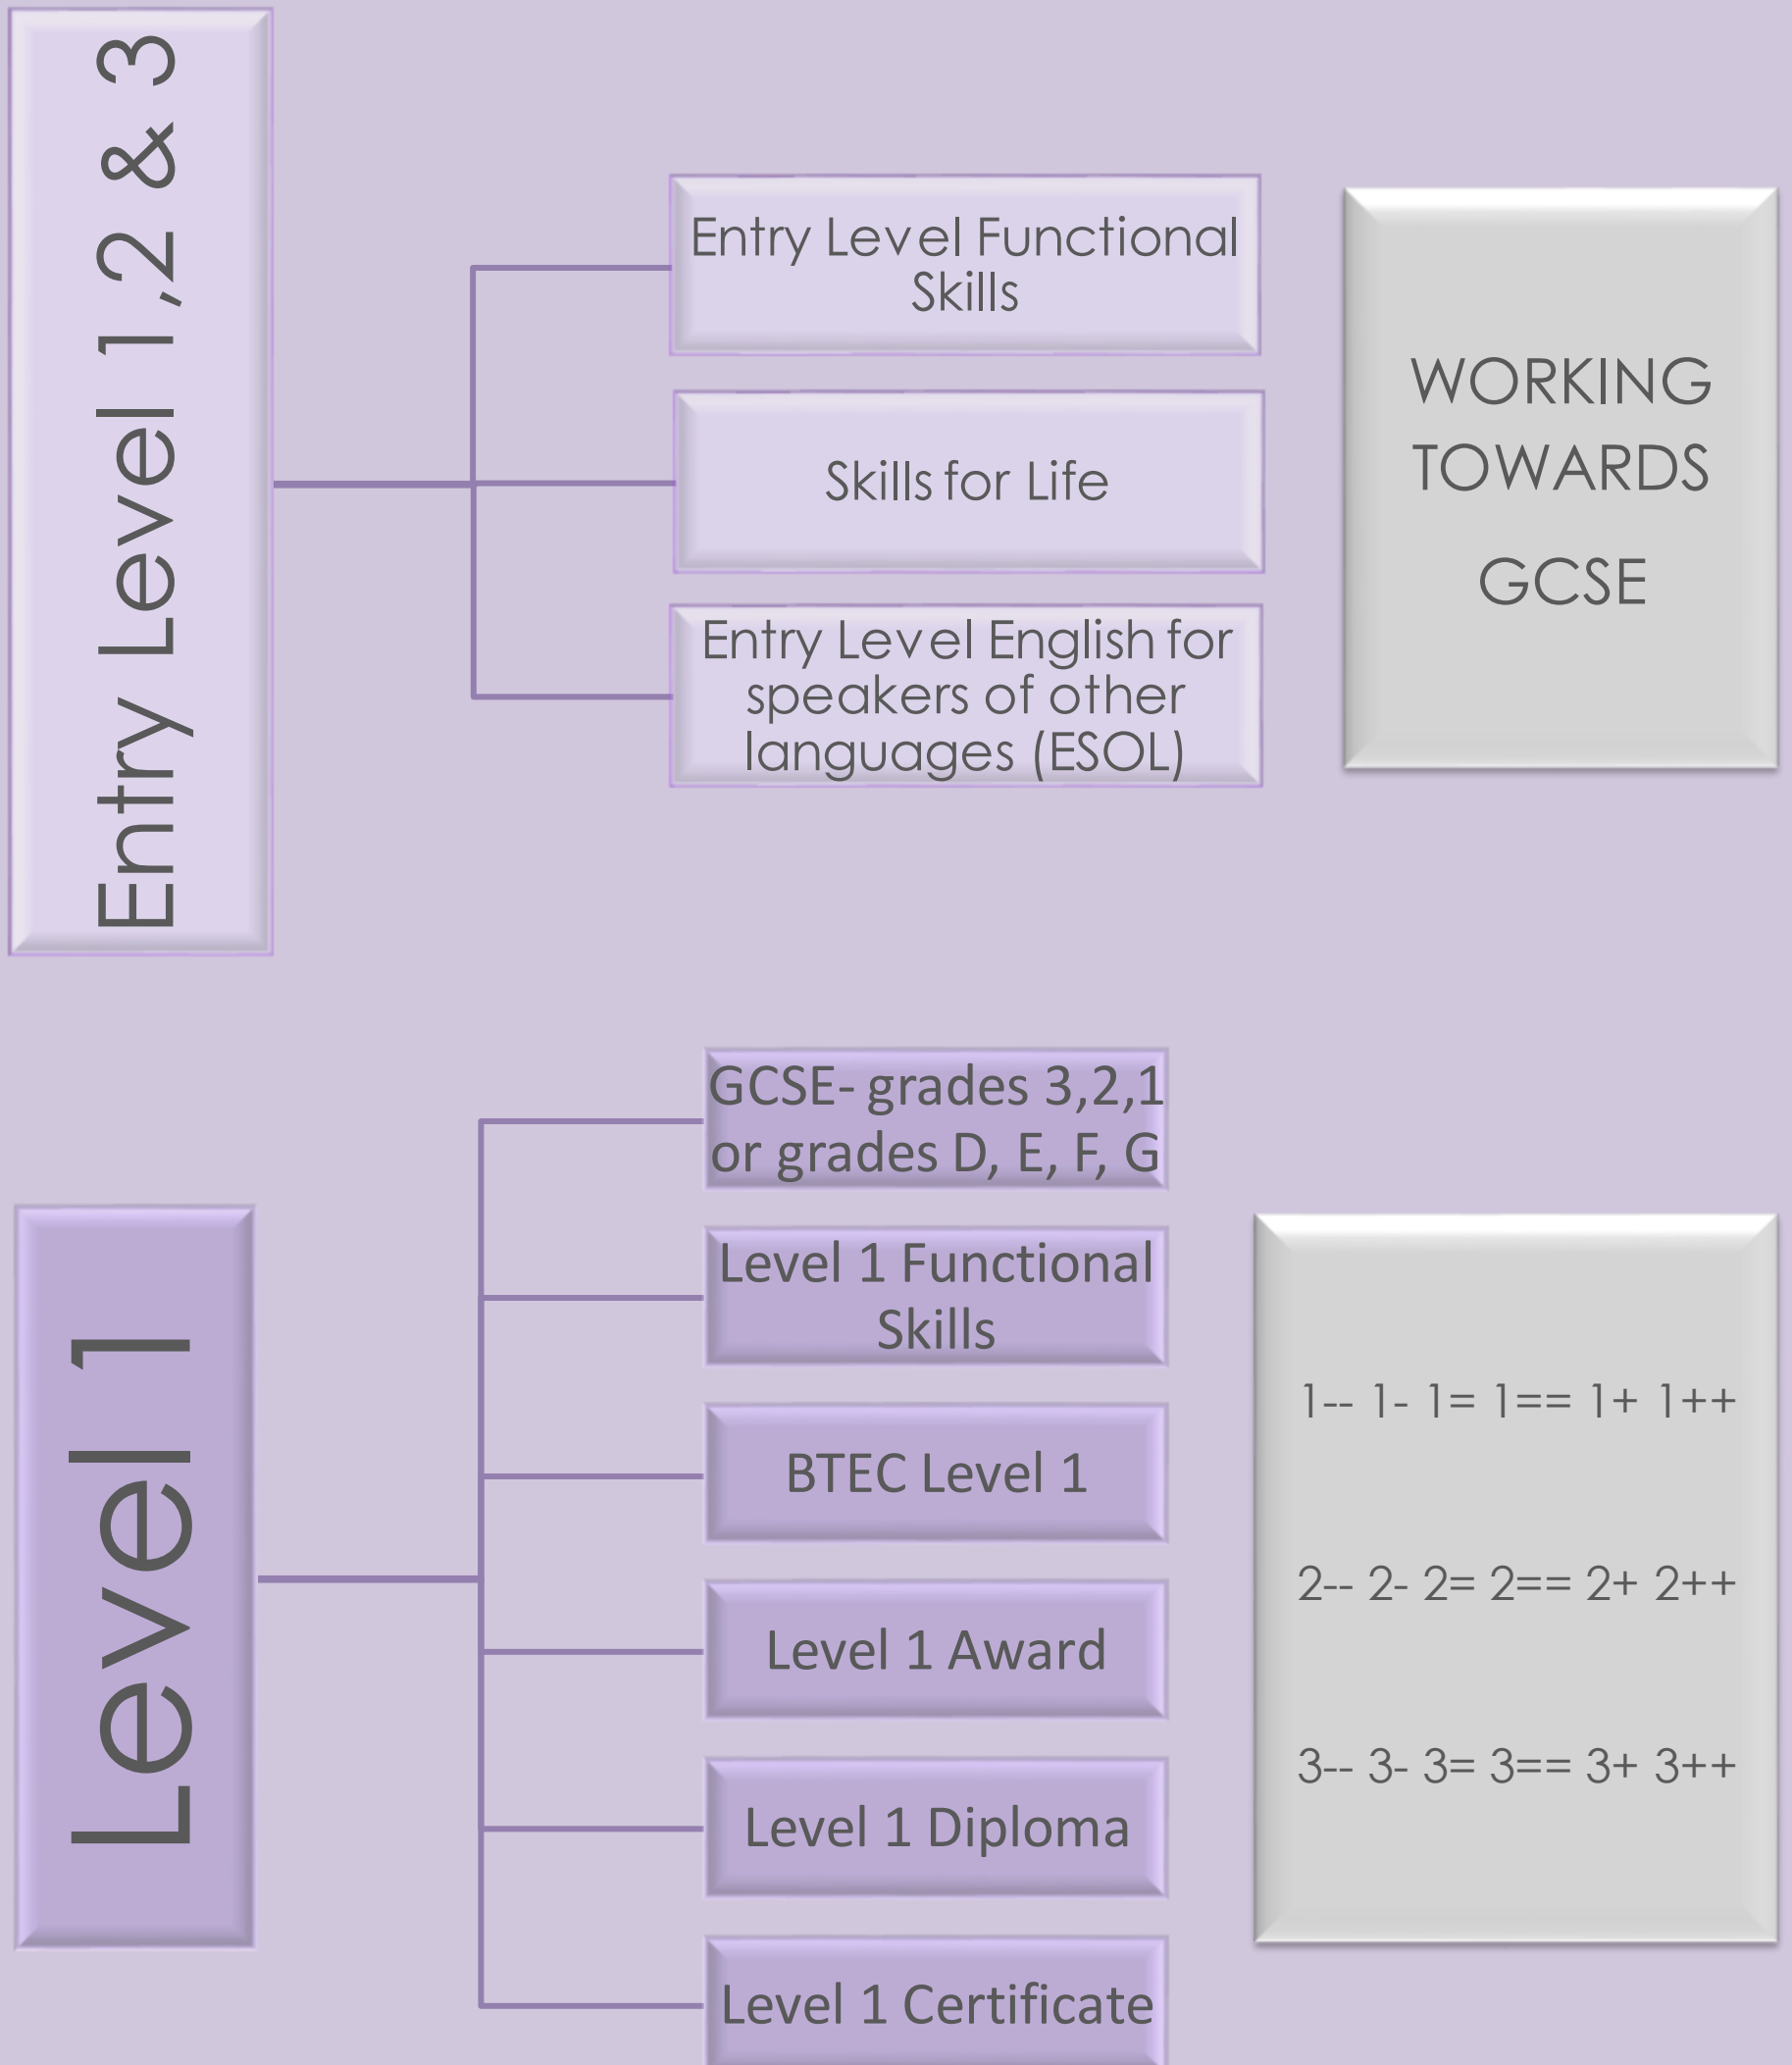 Entry Level 1,2 & 3
Entry Level Functional
Skills
Skills for Life
Entry Level English for
speakers of other
languages (ESOL)
WORKING
TOWARDS
GCSE
Level 1
GCSE- grades 3,2,1
or grades D, E, F, G
Level 1 Functional
Skills
BTEC Level 1
Level 1 Award
Level 1 Diploma
Level 1 Certificate
1-- 1- 1= 1== 1+ 1++
2-- 2- 2= 2== 2+ 2++
3-- 3- 3= 3== 3+ 3++